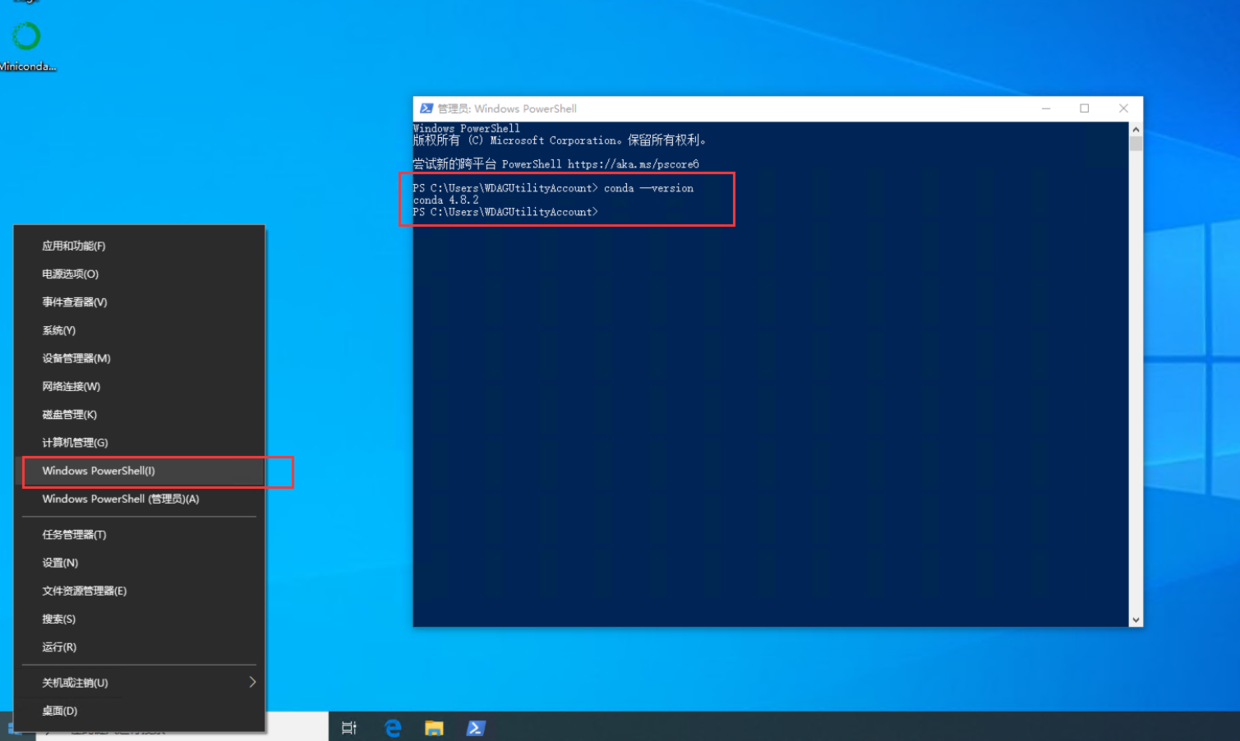 Miniconda...
管理员: Windows PowerShell
Windows PowerShell
版权所有 (C) Microsoft Corporation。保留所有权利。
尝试新的跨平台 PowerShell https://aka.ms/pscore6
PS C:\Users\WDAGUtilityAccount> conda --version
conda 4.8.2
PS C:\Users\WDAGUtilityAccount>
应用和功能(F)
电源选项(O)
事件查看器(V)
系统(Y)
设备管理器(M)
网络连接(W)
磁盘管理(K)
计算机管理(G)
Windows PowerShell(I)
Windows PowerShell (管理员)(A)
任务管理器(T)
设置(N)
文件资源管理器(E)
搜索(S)
运行(R)
关机或注销(U)
桌面(D)